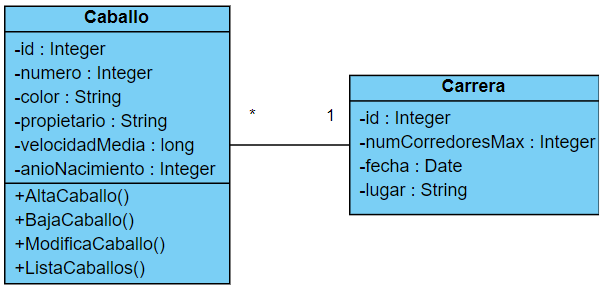 Caballo
-id : Integer
-numero : Integer
-color : String
-propietario : String
-velocidadMedia : long
-anioNacimiento : Integer
+AltaCaballo()
+BajaCaballo()
+ModificaCaballo()
+ListaCaballos()
*
1
Carrera
-id : Integer
-numCorredoresMax : Integer
-fecha : Date
-lugar : String